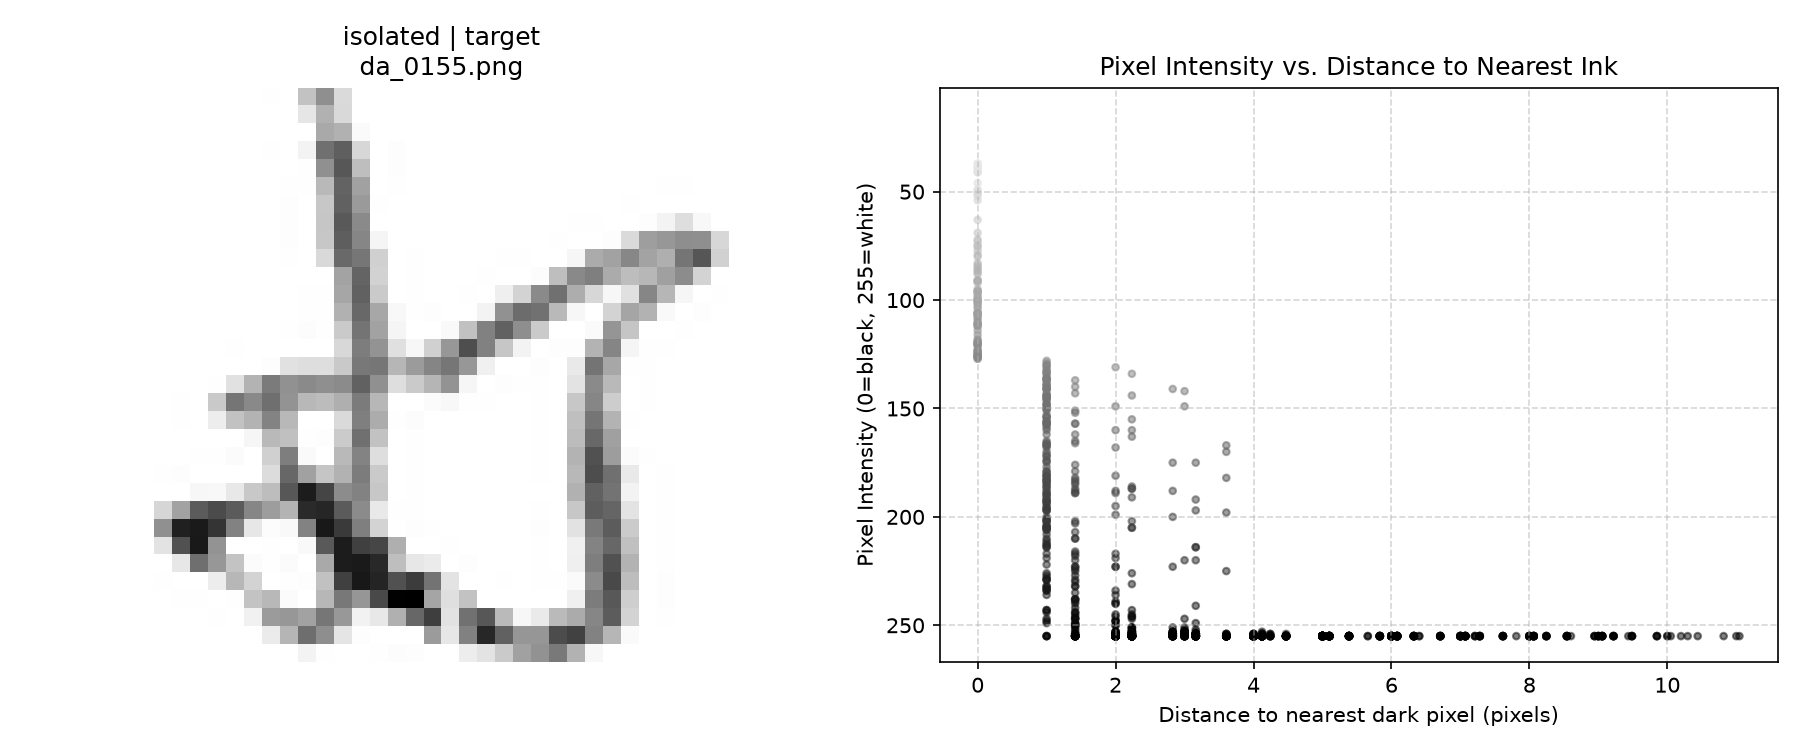 isolated | target
da_0155.png
Pixel Intensity vs. Distance to Nearest Ink
Pixel Intensity (0=black, 255=white)
50
100
150
200
250
0 2 4 6 8 10
Distance to nearest dark pixel (pixels)